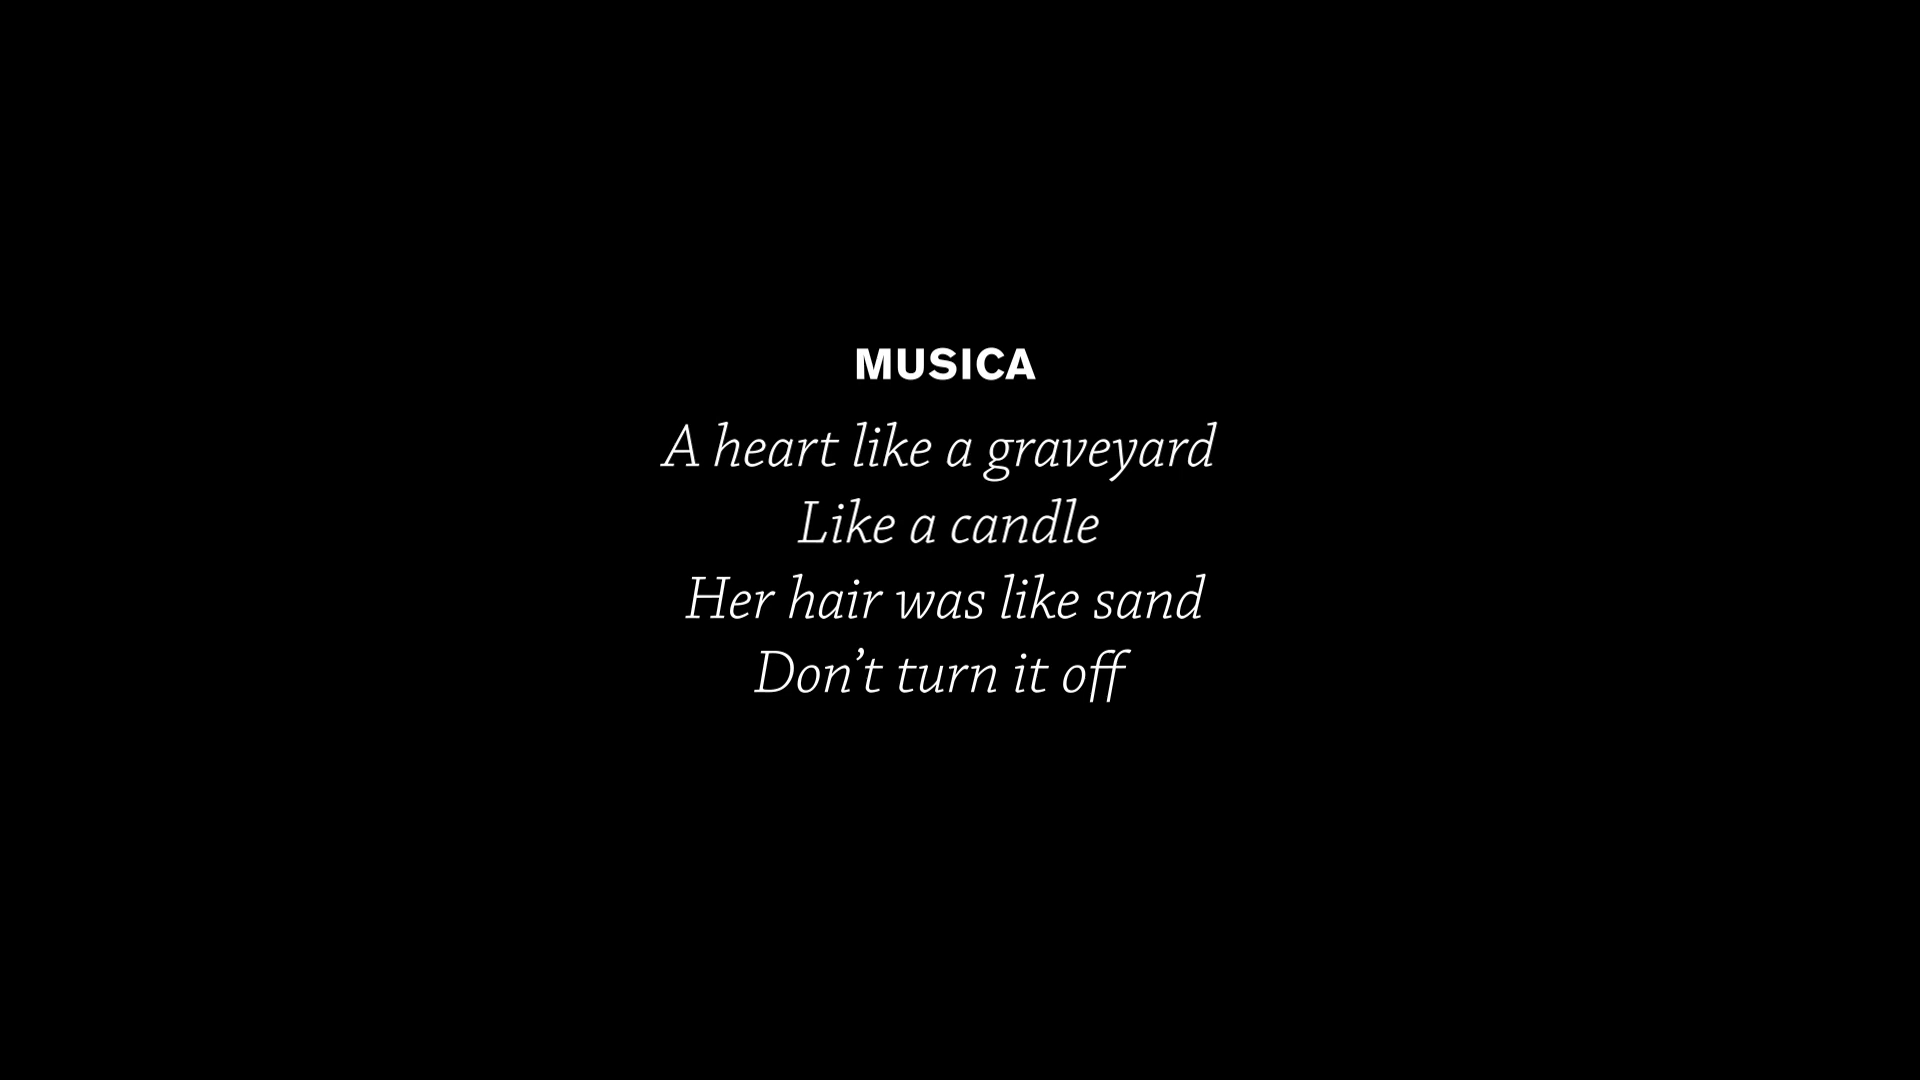 MUSICA
A heart like a graveyard
Like a candle
Her hair was like sand
Don’t turn it off